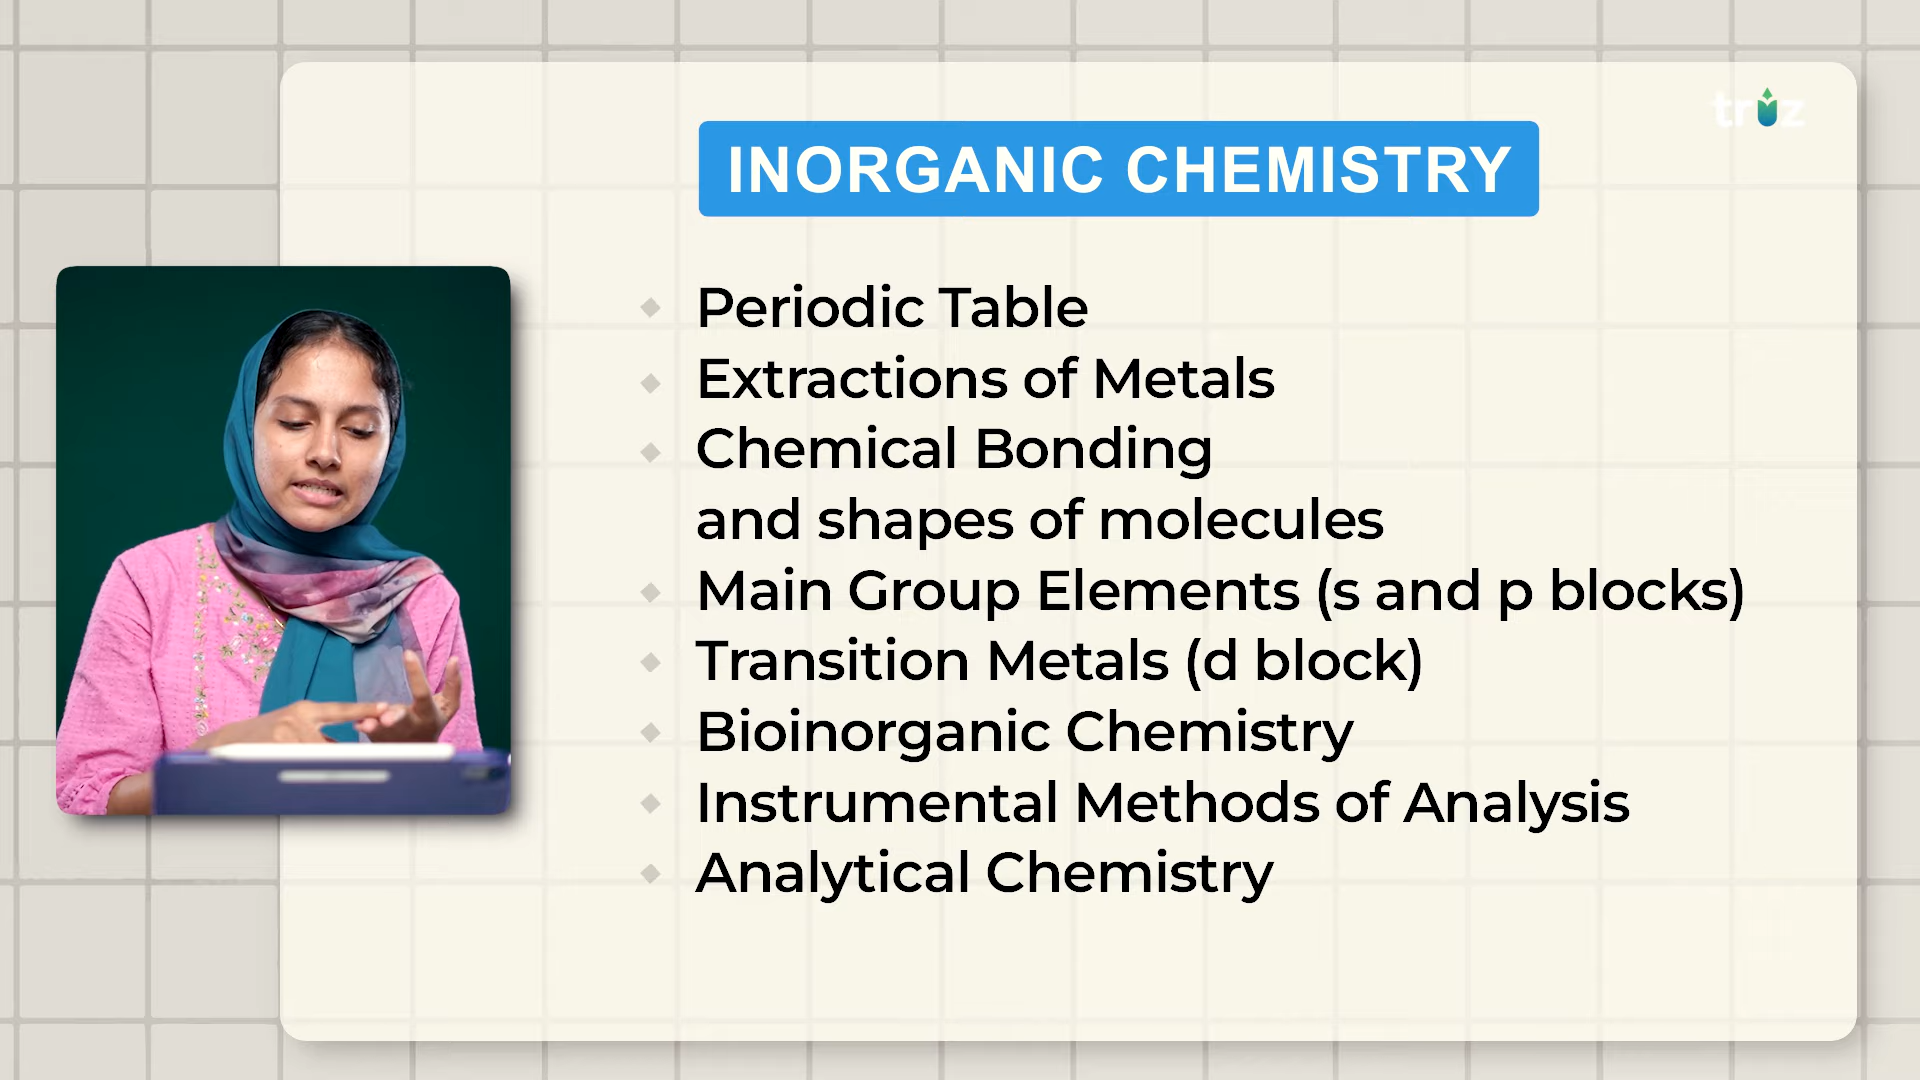 truz
INORGANIC CHEMISTRY
Periodic Table
Extractions of Metals
Chemical Bonding
and shapes of molecules
Main Group Elements (s and p blocks)
Transition Metals (d block)
Bioinorganic Chemistry
Instrumental Methods of Analysis
Analytical Chemistry